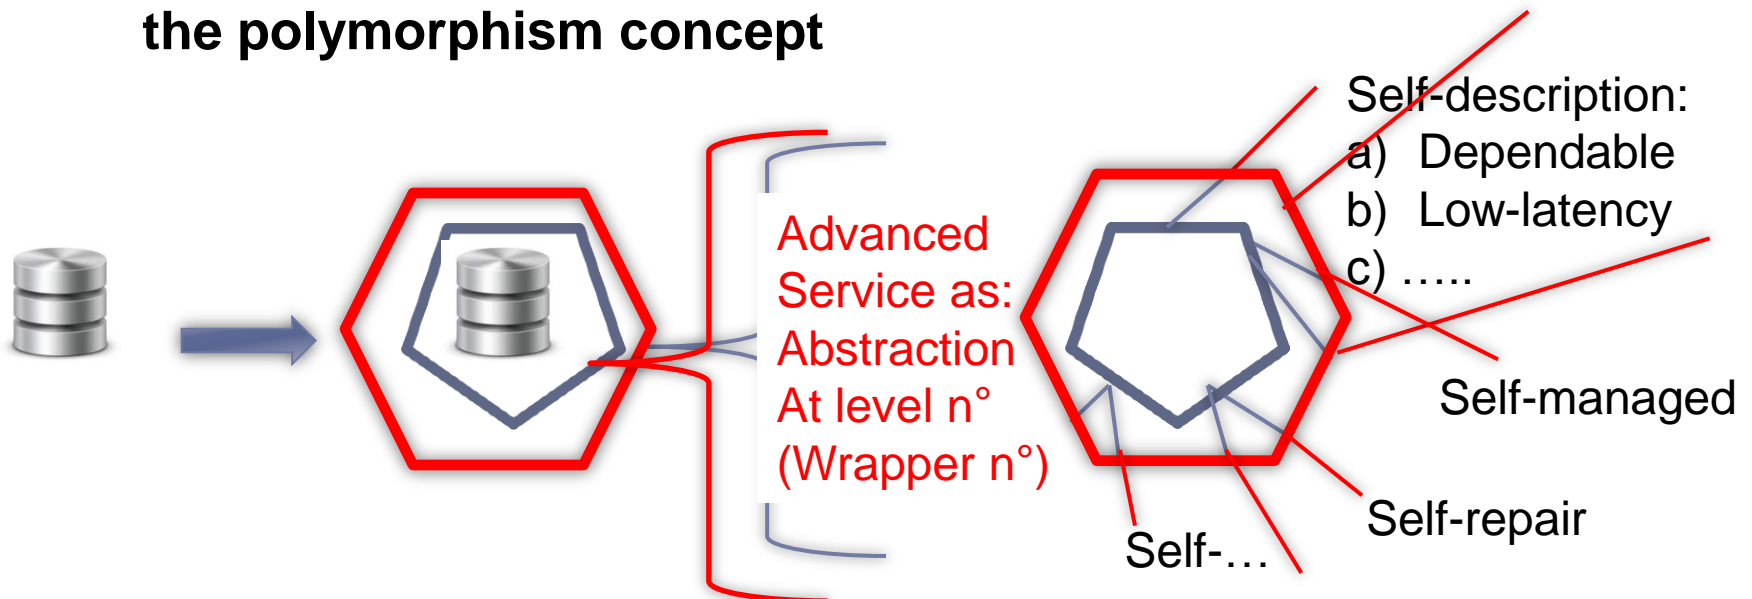 the polymorphism concept
Advanced
Service as:
Abstraction
At level n°
(Wrapper n°)
Self-description:
a) Dependable
b) Low-latency
c) …..
Self-managed
Self-repair
Self-…